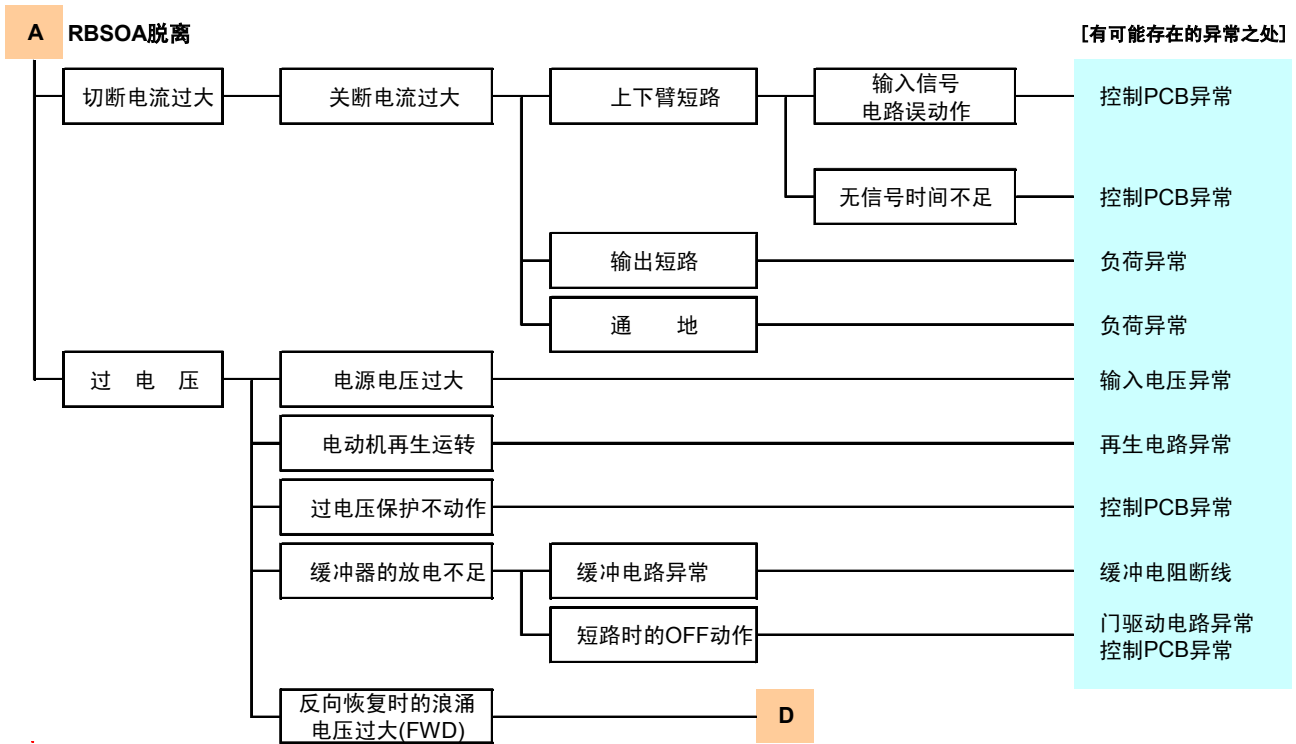 A RBSOA脱离
[有可能存在的异常之处]
切断电流过大
关断电流过大
上下臂短路
输入信号
电路误动作
控制PCB异常
无信号时间不足
控制PCB异常
输出短路
负荷异常
通 地
负荷异常
过 电 压
电源电压过大
输入电压异常
电动机再生运转
再生电路异常
过电压保护不动作
控制PCB异常
缓冲器的放电不足
缓冲电路异常
缓冲电阻断线
短路时的OFF动作
门驱动电路异常
控制PCB异常
反向恢复时的浪涌
电压过大(FWD)
D